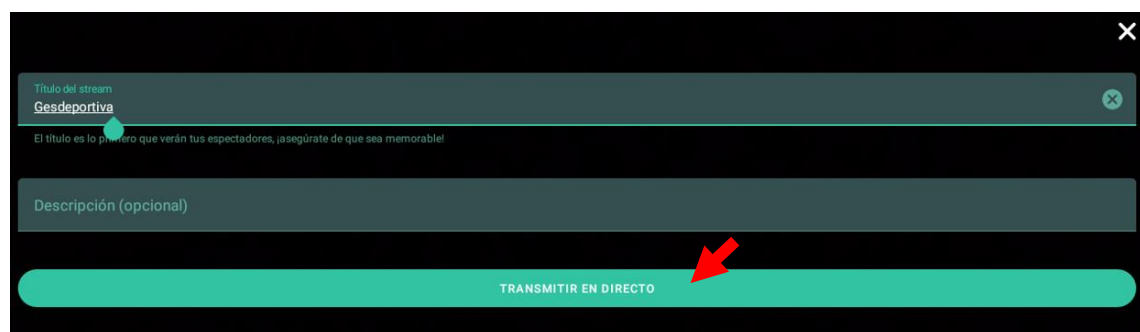 Título del stream
Gesdeportiva
El título es lo primero que verán tus espectadores, ¡asegúrate de que sea memorable!
Descripción (opcional)
TRANSMITIR EN DIRECTO